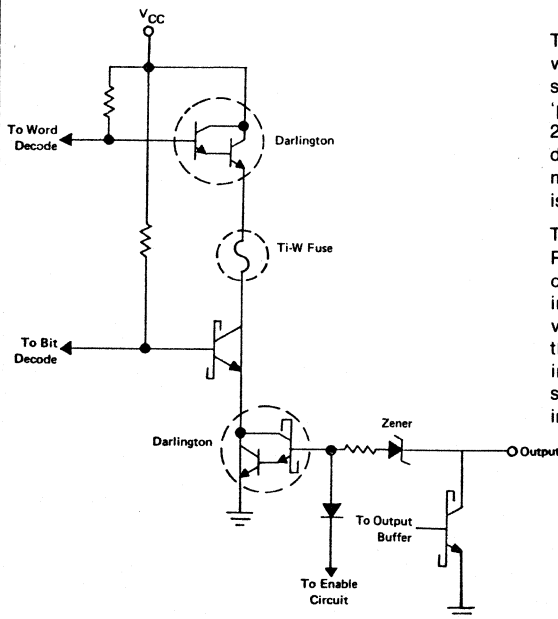 VCC
To Word
Decode
Darlington
Ti-W Fuse
To Bit
Decode
Darlington
Zener
Output
To Output
Buffer
To Enable
Circuit